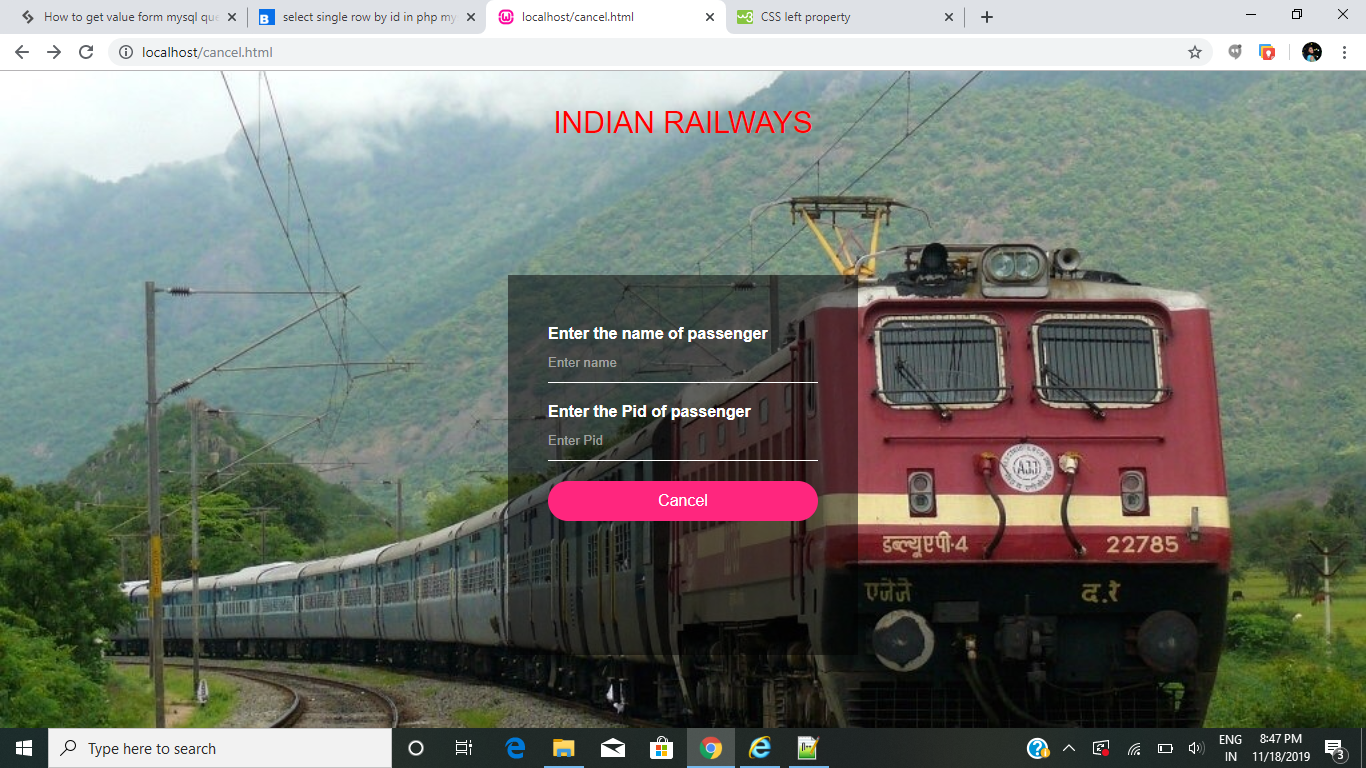 How to get value form mysql que
select single row by id in php my
localhost/cancel.html
CSS left property
localhost/cancel.html
INDIAN RAILWAYS
Enter the name of passenger
Enter name
Enter the Pid of passenger
Enter Pid
Cancel
डब्ल्यूएपी-4
22785
एजेजे
द.रे
Type here to search
ENG
IN
8:47 PM
11/18/2019
3